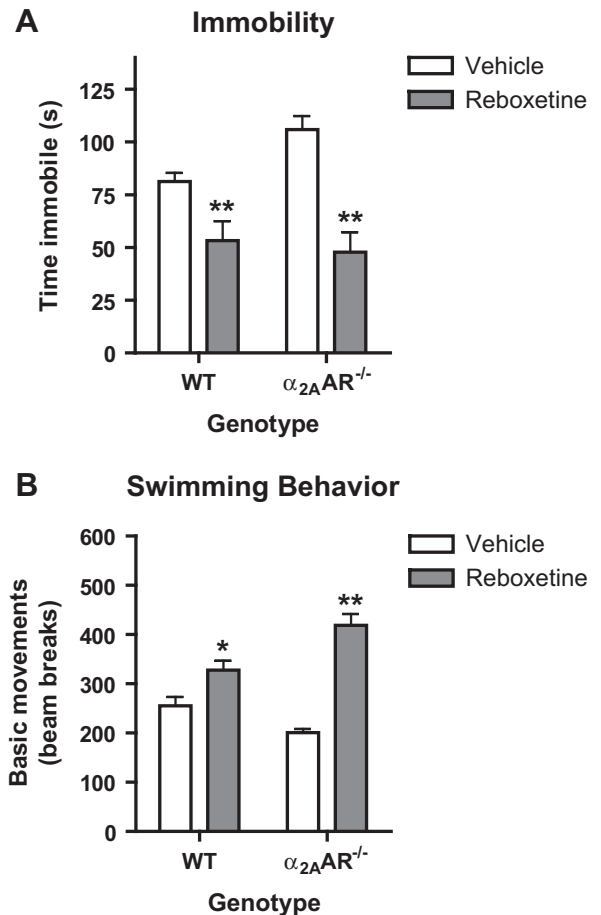 A Immobility
Vehicle
Reboxetine
Time immobile (s)
125
100
75
50
25
0
**
**
WT α2AAR-/-
Genotype
B Swimming Behavior
Vehicle
Reboxetine
Basic movements
(beam breaks)
600
500
400
300
200
100
0
*
**
WT α2AAR-/-
Genotype